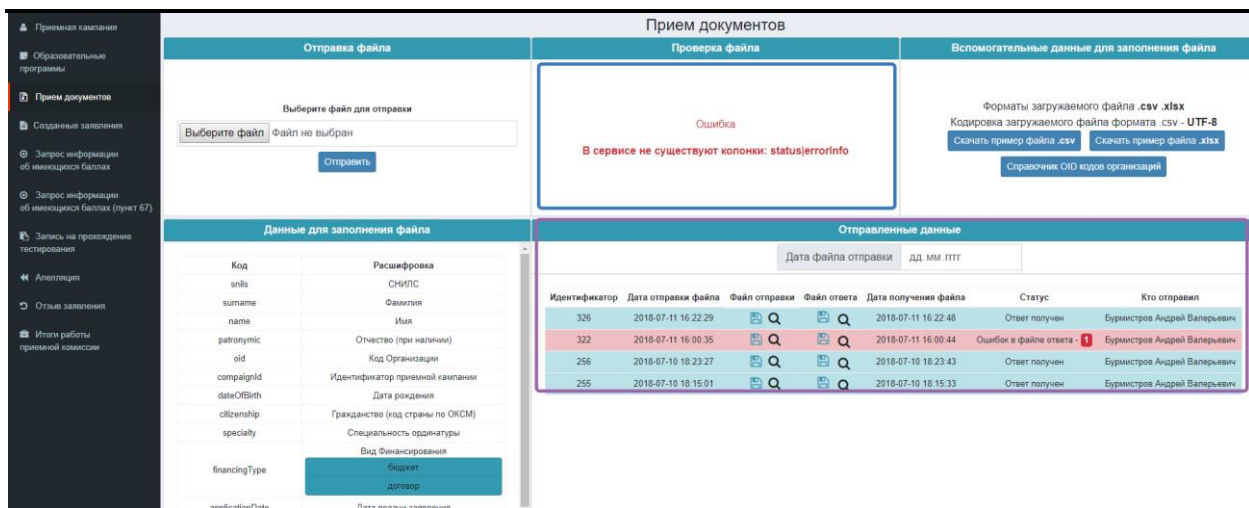 Приемная кампания
Образовательные
программы
Прием документов
Созданные заявления
Запрос информации
об имеющихся баллах
Запрос информации
об имеющихся баллах (пункт 67)
Запись на прохождение
тестирования
Апелляция
Отзыв заявления
Итоги работы
приемной комиссии
Прием документов
Отправка файла
Выберите файл для отправки
Выберите файл Файл не выбран
Отправить
Проверка файла
Ошибка
В сервисе не существуют колонки: status|errorInfo
Вспомогательные данные для заполнения файла
Форматы загружаемого файла .csv .xlsx
Кодировка загружаемого файла формата .csv - UTF-8
Скачать пример файла .csv Скачать пример файла .xlsx
Справочник OID кодов организаций
Данные для заполнения файла
Код Расшифровка
snils СНИЛС
surname Фамилия
name Имя
patronymic Отчество (при наличии)
oid Код Организации
compaignId Идентификатор приемной кампании
dateOfBirth Дата рождения
citizenship Гражданство (код страны по ОКСМ)
specialty Специальность ординатуры
Вид Финансирования
financingType бюджет
договор
applicationDate Дата подачи заявления
Отправленные данные
Дата файла отправки дд.мм.гггг
Идентификатор Дата отправки файла Файл отправки Файл ответа Дата получения файла Статус Кто отправил
326 2018-07-11 16:22:29 2018-07-11 16:22:48 Ответ получен Бурмистров Андрей Валерьевич
322 2018-07-11 16:00:35 2018-07-11 16:00:44 Ошибок в файле ответа - 1 Бурмистров Андрей Валерьевич
256 2018-07-10 18:23:27 2018-07-10 18:23:43 Ответ получен Бурмистров Андрей Валерьевич
255 2018-07-10 18:15:01 2018-07-10 18:15:33 Ответ получен Бурмистров Андрей Валерьевич